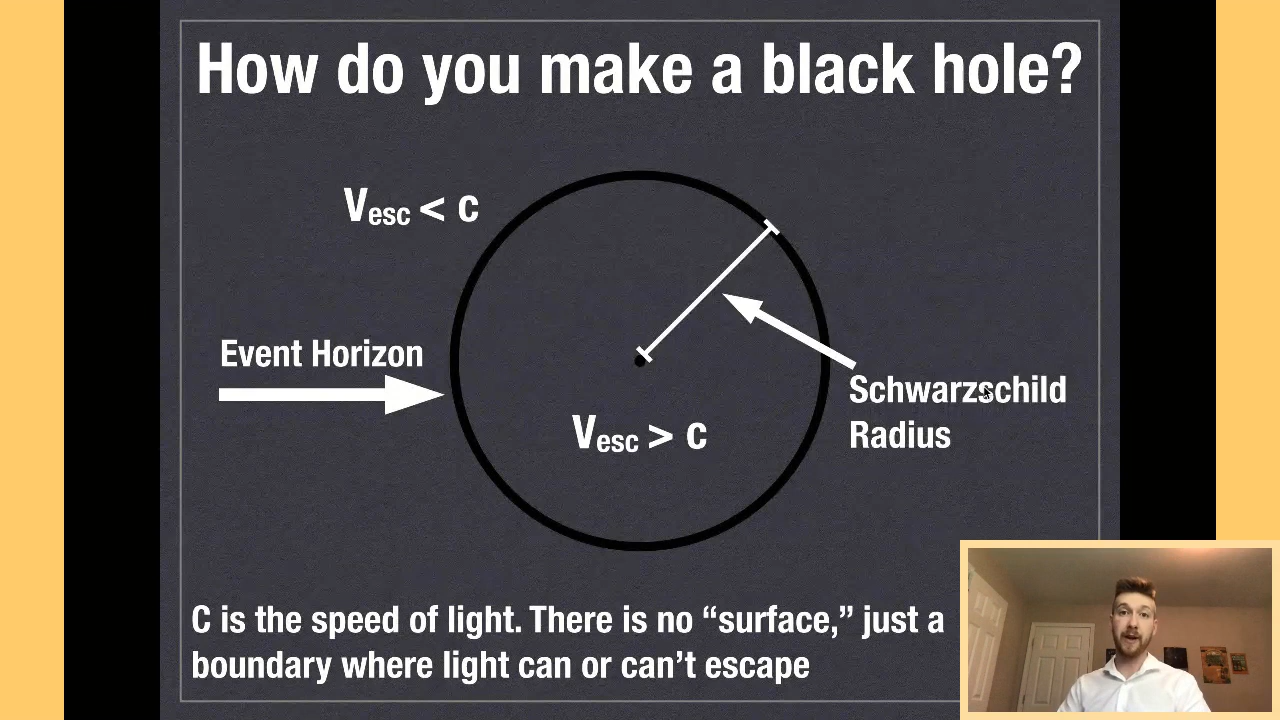 How do you make a black hole?
Vesc < c
Event Horizon
Vesc > c
Schwarzschild
Radius
C is the speed of light. There is no “surface,” just a
boundary where light can or can’t escape